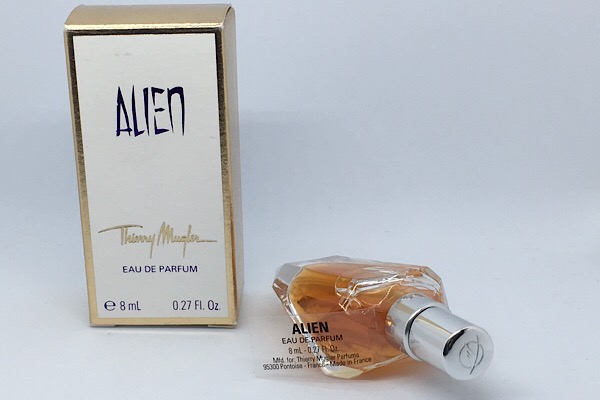 ALIEN
Thierry Mugler
EAU DE PARFUM
℮ 8 mL 0.27 Fl. Oz.
ALIEN
EAU DE PARFUM
8 mL - 0.27 Fl. Oz.
Mfd. for Thierry Mugler Parfums
95300 Pontoise - France - Made in France